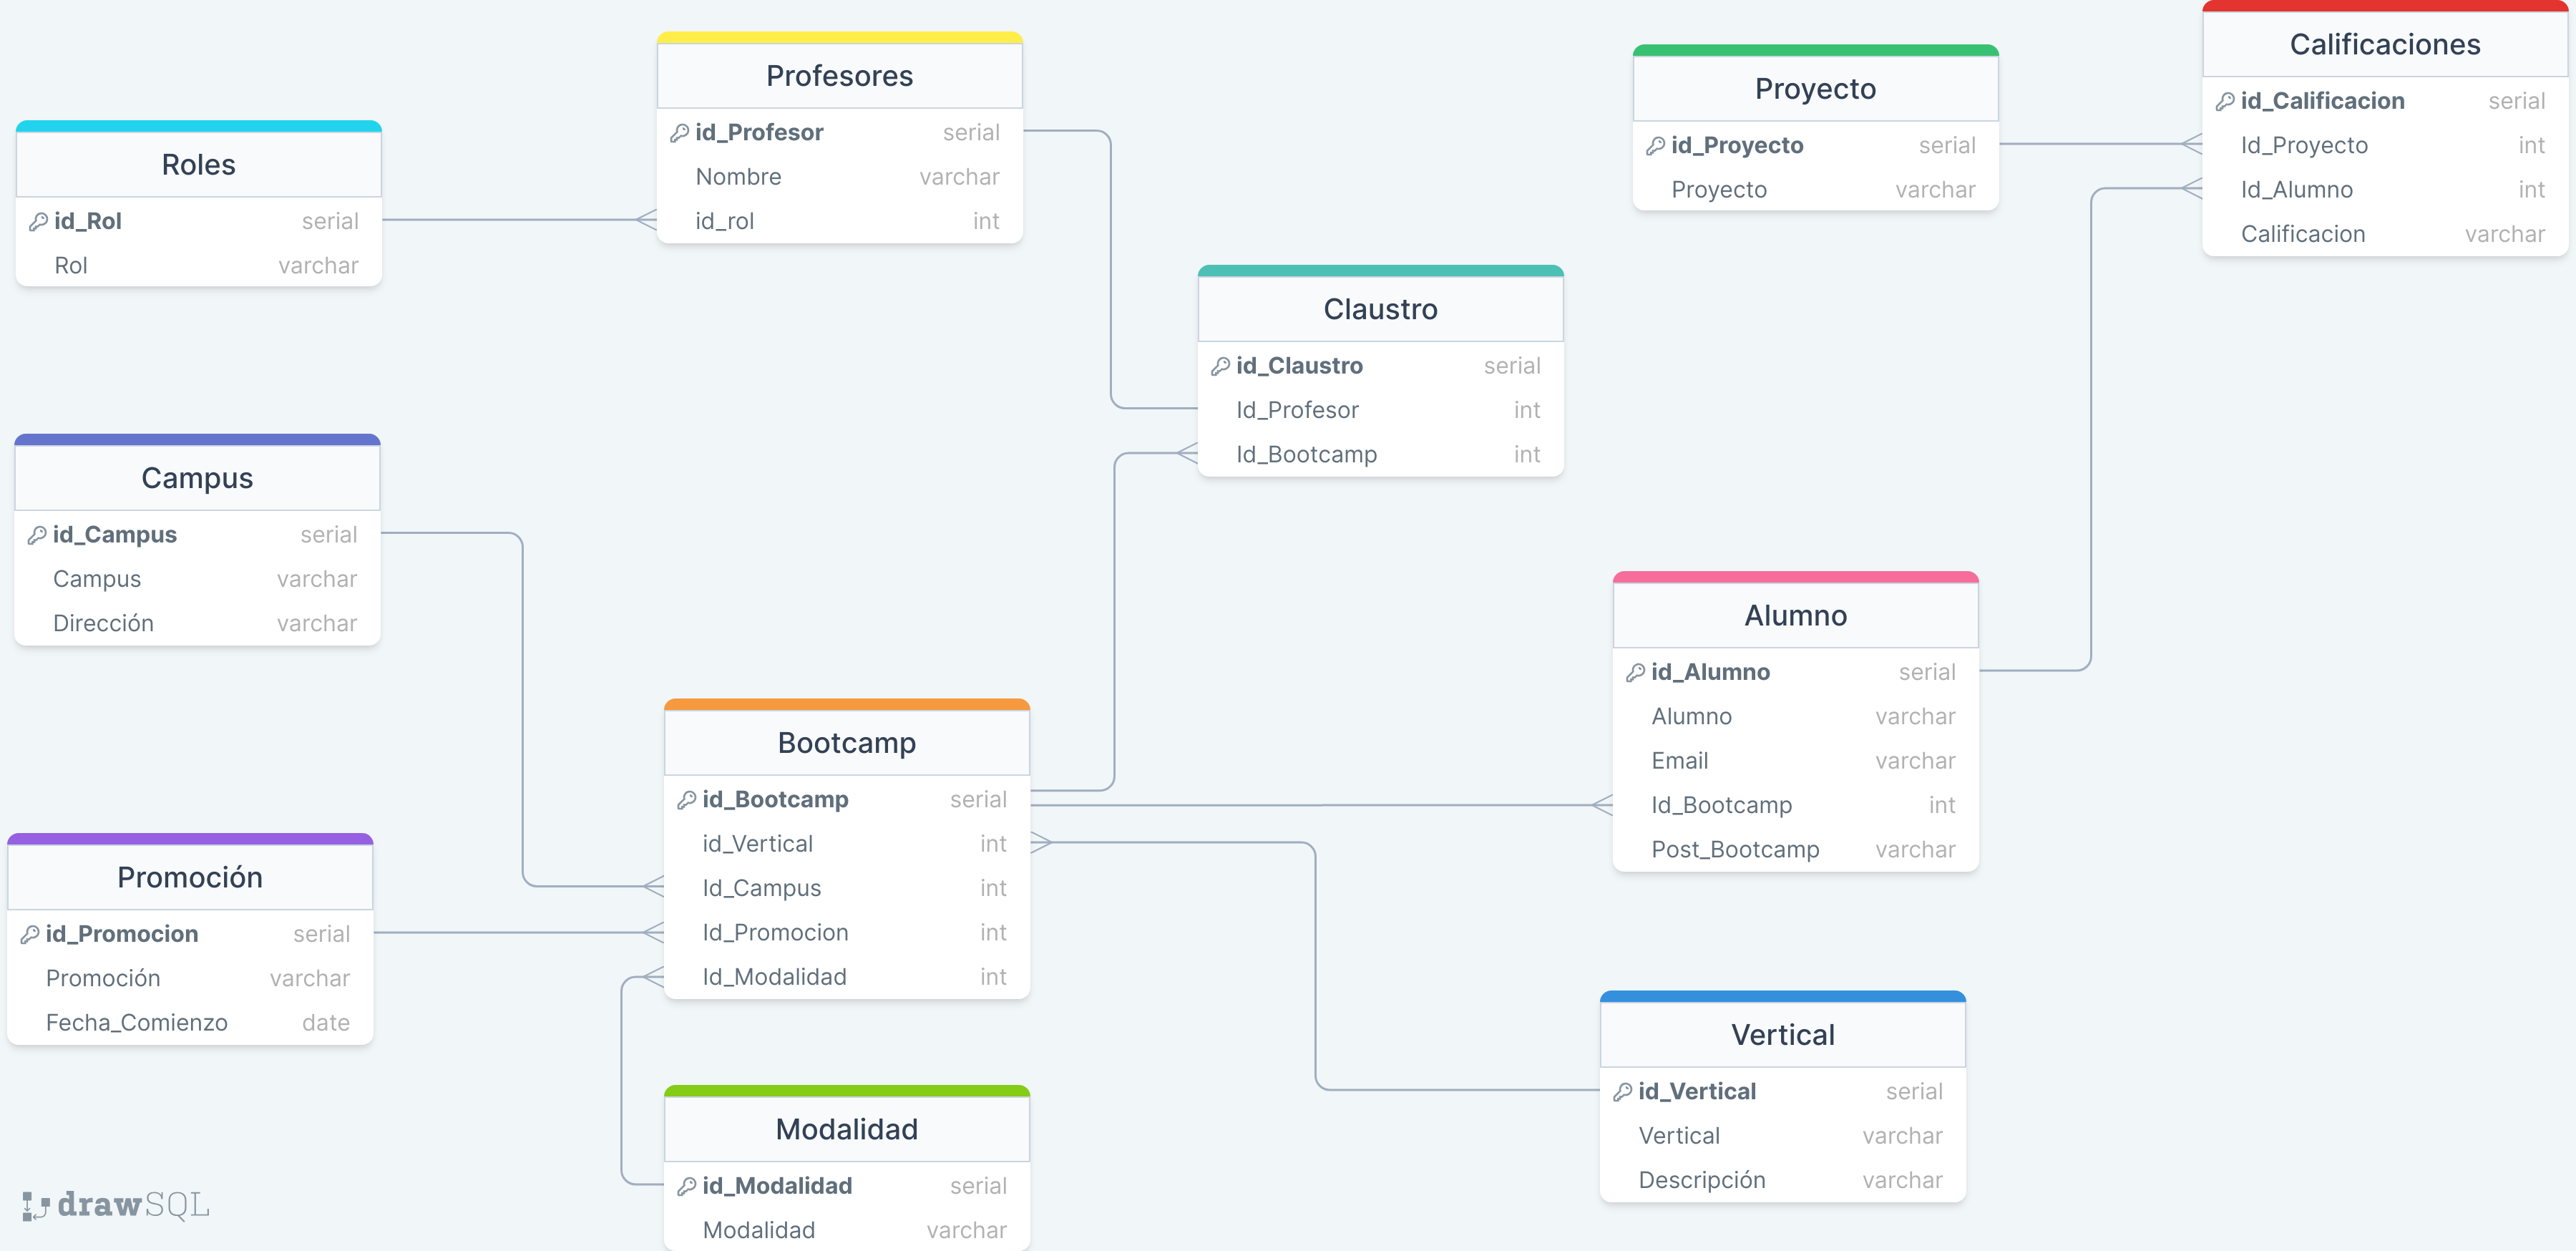 Roles
id_Rol serial
Rol varchar
Profesores
id_Profesor serial
Nombre varchar
id_rol int
Proyecto
id_Proyecto serial
Proyecto varchar
Calificaciones
id_Calificacion serial
Id_Proyecto int
Id_Alumno int
Calificacion varchar
Claustro
id_Claustro serial
Id_Profesor int
Id_Bootcamp int
Campus
id_Campus serial
Campus varchar
Dirección varchar
Alumno
id_Alumno serial
Alumno varchar
Email varchar
Id_Bootcamp int
Post_Bootcamp varchar
Bootcamp
id_Bootcamp serial
id_Vertical int
Id_Campus int
Id_Promocion int
Id_Modalidad int
Promoción
id_Promocion serial
Promoción varchar
Fecha_Comienzo date
Vertical
id_Vertical serial
Vertical varchar
Descripción varchar
Modalidad
id_Modalidad serial
Modalidad varchar
drawSQL